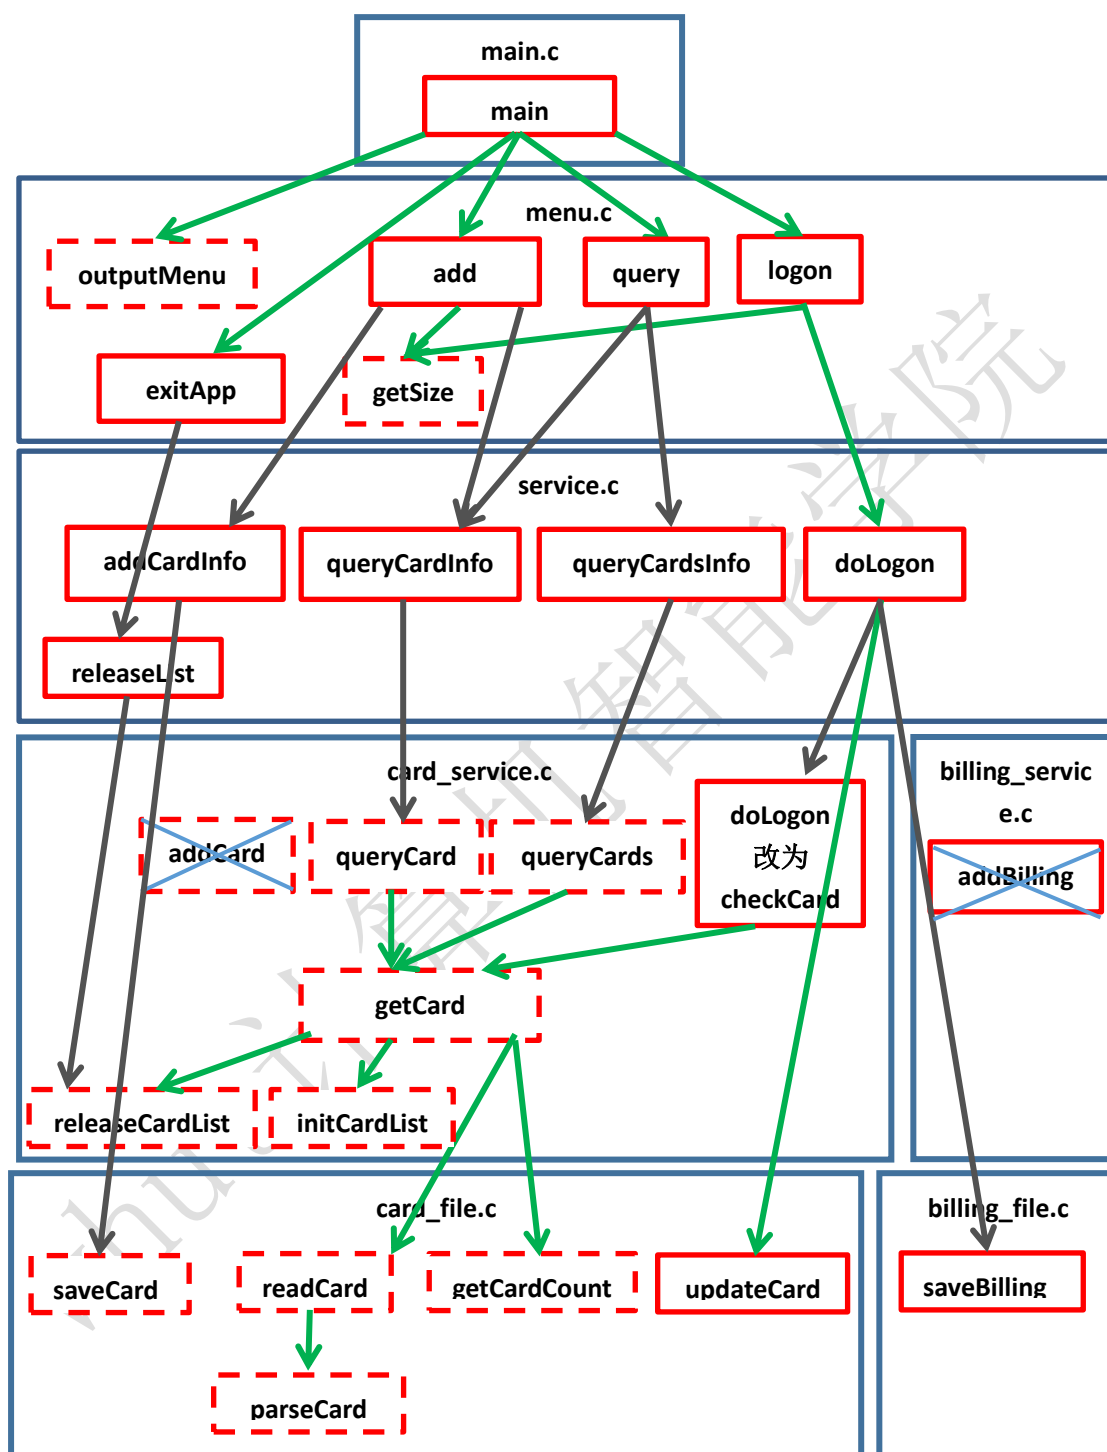 main.c
main
menu.c
outputMenu
add
query
logon
exitApp
getSize
service.c
addCardInfo
queryCardInfo
queryCardsInfo
doLogon
releaseList
card_service.c
billing_servic
e.c
addCard
queryCard
queryCards
doLogon
改为
checkCard
addBilling
getCard
releaseCardList
initCardList
card_file.c
billing_file.c
saveCard
readCard
getCardCount
updateCard
saveBilling
parseCard